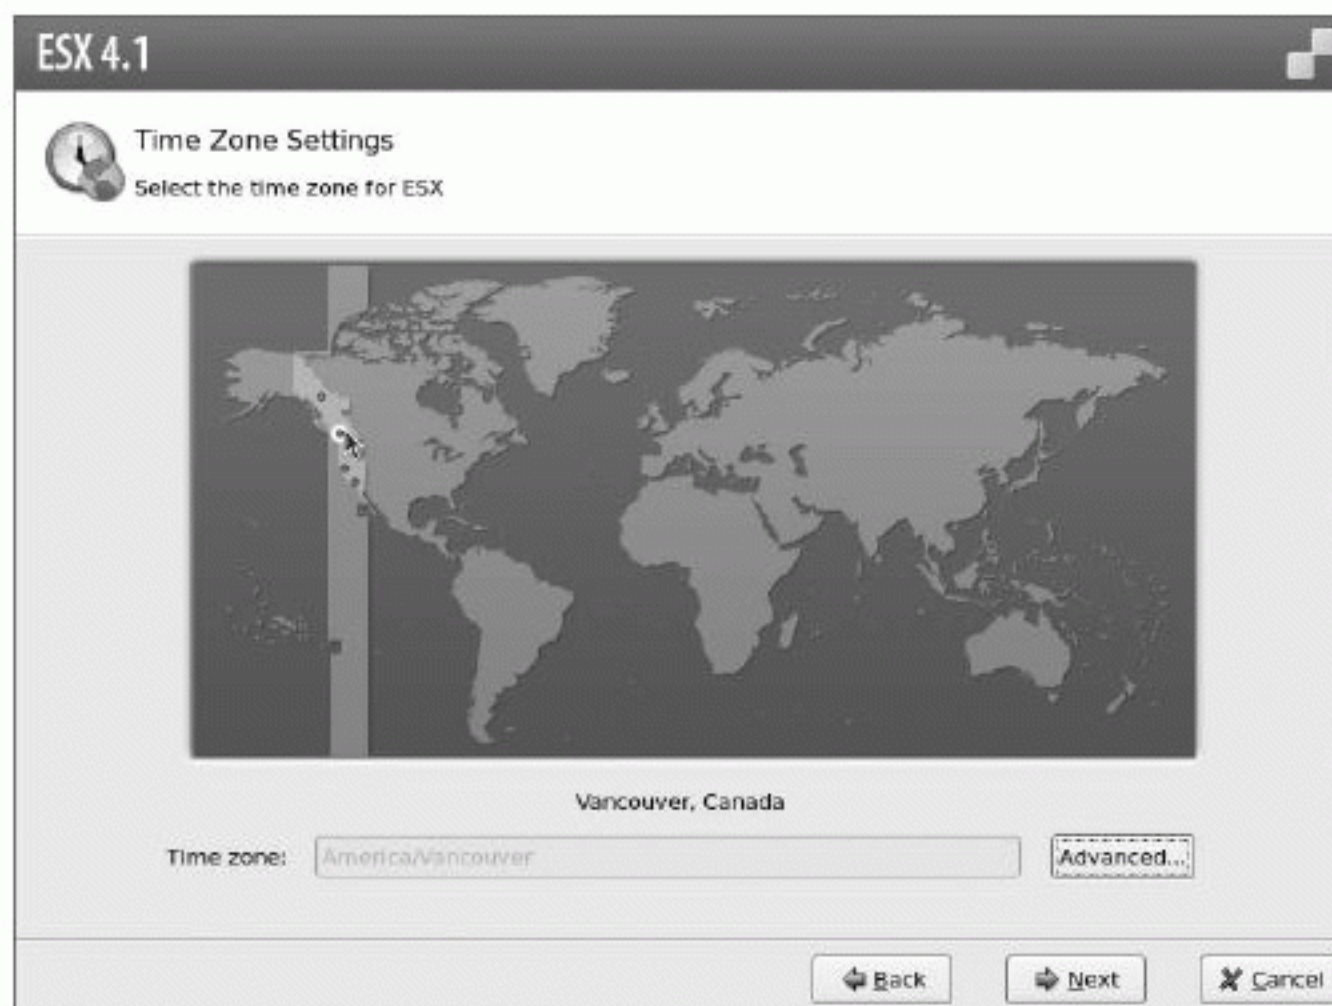 ESX 4.1
Time Zone Settings
Select the time zone for ESX
Vancouver, Canada
Time zone: America/Vancouver Advanced...
Back Next Cancel